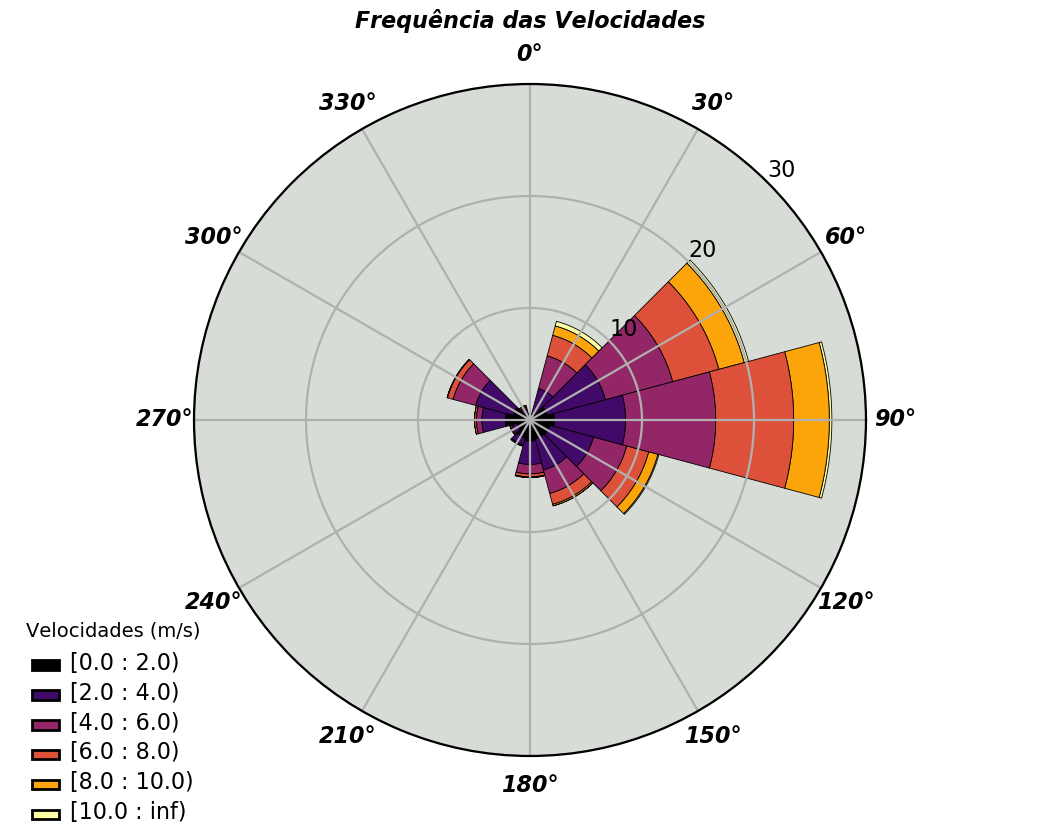 Frequência das Velocidades
0°
330°
30°
30
300°
60°
20
10
270°
90°
240°
120°
210°
150°
180°
Velocidades (m/s)
[0.0 : 2.0)
[2.0 : 4.0)
[4.0 : 6.0)
[6.0 : 8.0)
[8.0 : 10.0)
[10.0 : inf)